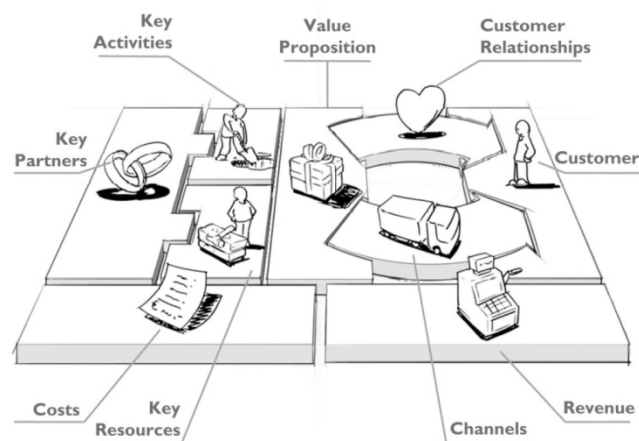 Key
Activities
Value
Proposition
Customer
Relationships
Key
Partners
Customer
Costs
Key
Resources
Channels
Revenue